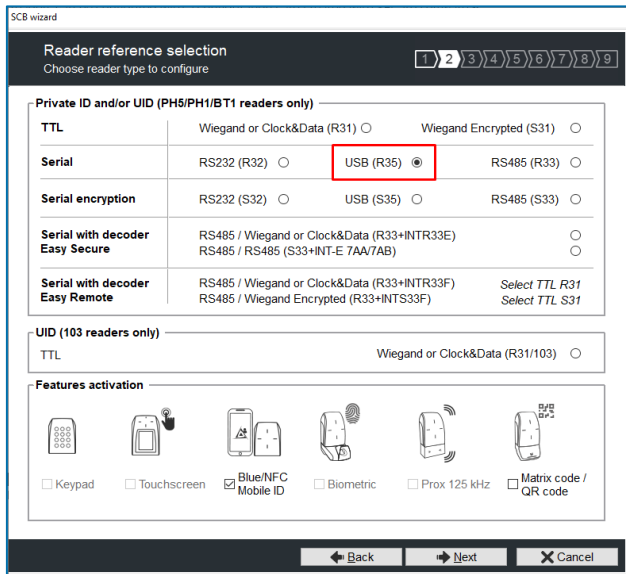 SCB wizard
Reader reference selection
Choose reader type to configure
1 2 3 4 5 6 7 8 9
Private ID and/or UID (PH5/PH1/BT1 readers only)
TTL Wiegand or Clock&Data (R31) Wiegand Encrypted (S31)
Serial RS232 (R32) USB (R35) RS485 (R33)
Serial encryption RS232 (S32) USB (S35) RS485 (S33)
Serial with decoder RS485 / Wiegand or Clock&Data (R33+INTR33E)
Easy Secure RS485 / RS485 (S33+INT-E 7AA/7AB)
Serial with decoder RS485 / Wiegand or Clock&Data (R33+INTR33F) Select TTL R31
Easy Remote RS485 / Wiegand Encrypted (R33+INTS33F) Select TTL S31
UID (103 readers only)
TTL Wiegand or Clock&Data (R31/103)
Features activation
Keypad Touchscreen Blue/NFC Mobile ID Biometric Prox 125 kHz Matrix code / QR code
Back Next Cancel